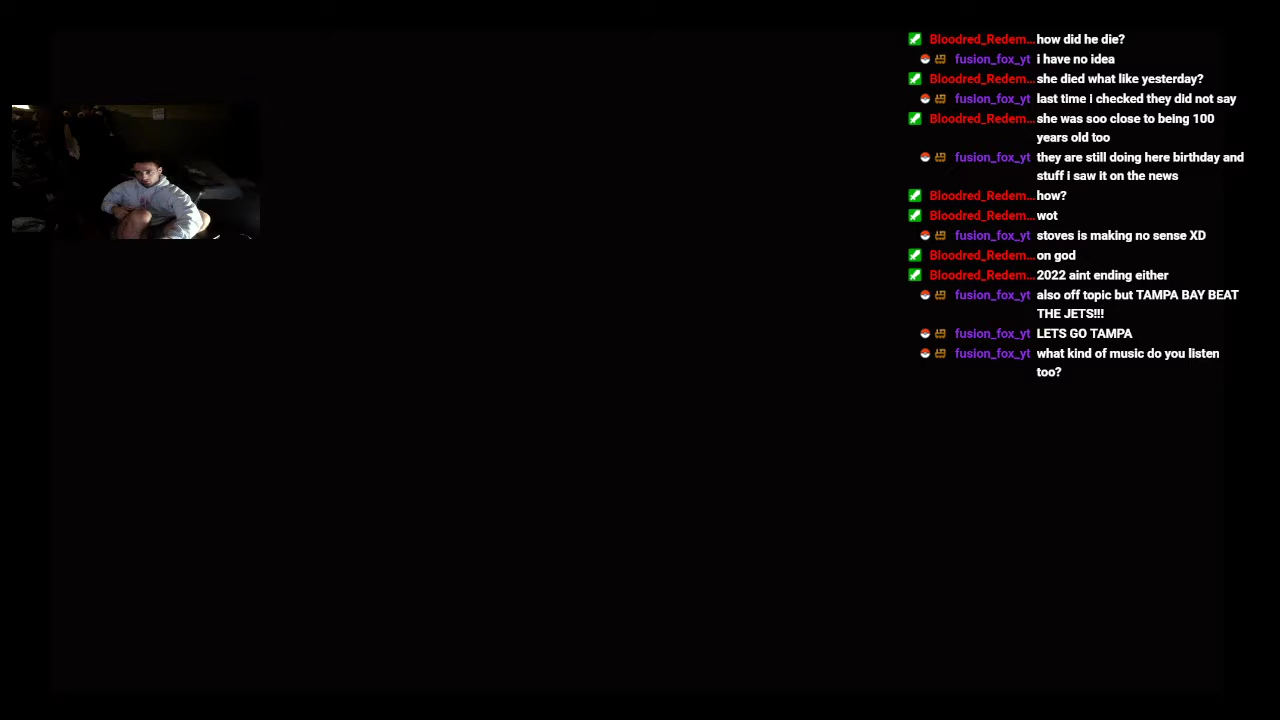 Bloodred_Redem... how did he die?
fusion_fox_yt i have no idea
Bloodred_Redem... she died what like yesterday?
fusion_fox_yt last time i checked they did not say
Bloodred_Redem... she was soo close to being 100
years old too
fusion_fox_yt they are still doing here birthday and
stuff i saw it on the news
Bloodred_Redem... how?
Bloodred_Redem... wot
fusion_fox_yt stoves is making no sense XD
Bloodred_Redem... on god
Bloodred_Redem... 2022 aint ending either
fusion_fox_yt also off topic but TAMPA BAY BEAT
THE JETS!!!
fusion_fox_yt LETS GO TAMPA
fusion_fox_yt what kind of music do you listen
too?